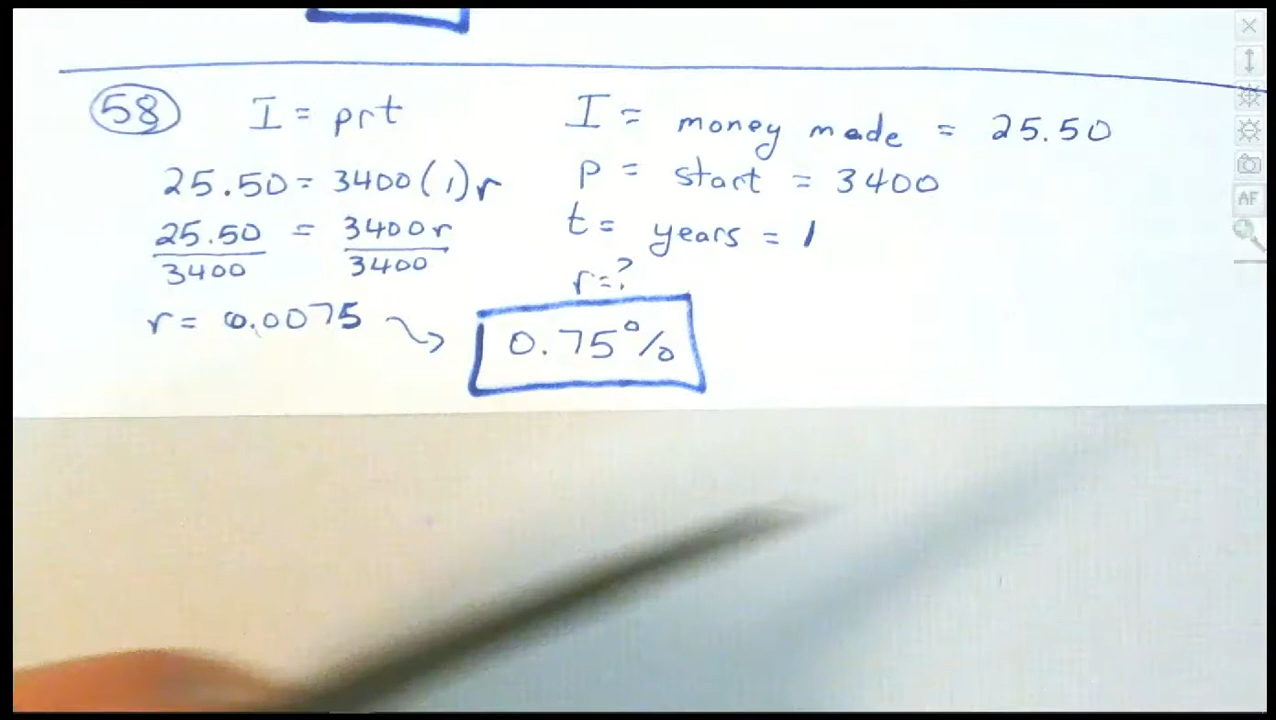 58
I = prt
25.50 = 3400(1)r
25.50 = 3400r
3400 3400
r = 0.0075
I = money made = 25.50
p = start = 3400
t = years = 1
r = ?
0.75%
AF